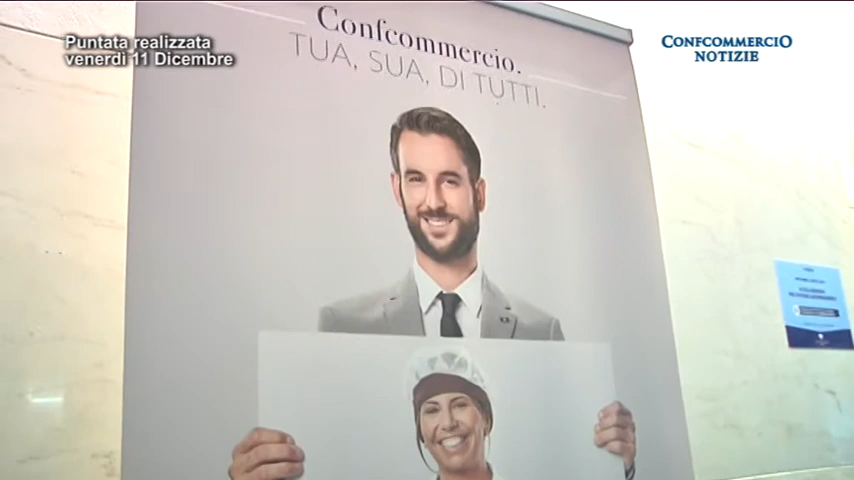 Puntata realizzata
venerdì 11 Dicembre
CONFCOMMERCIO
NOTIZIE
Confcommercio.
TUA, SUA, DI TUTTI.